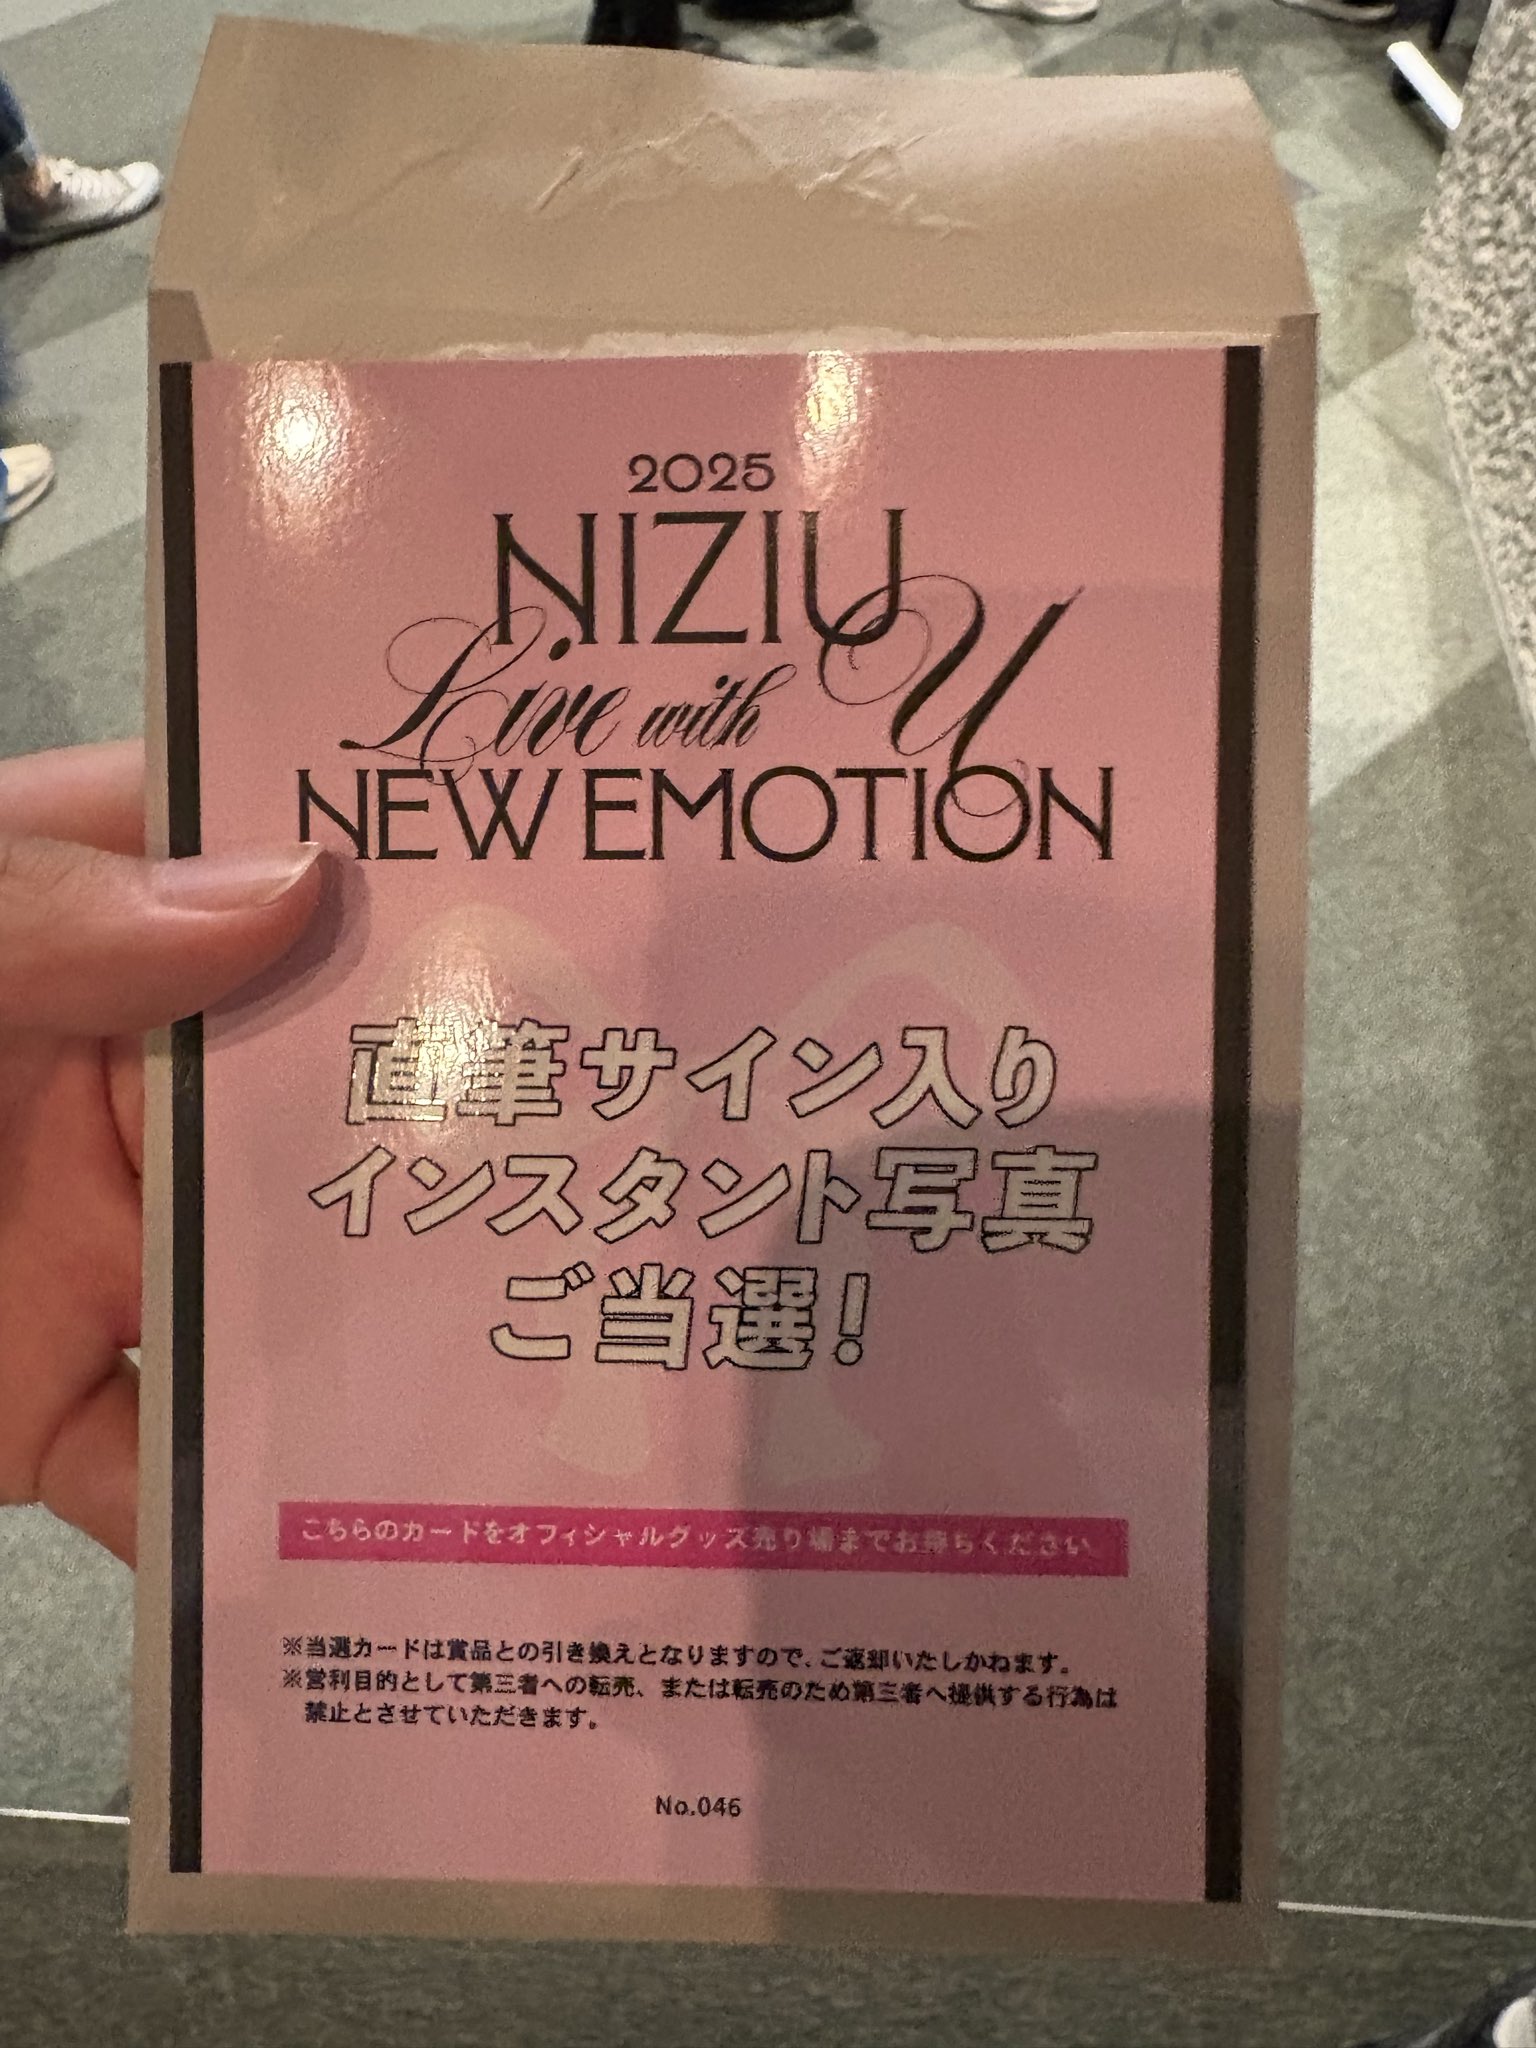 2025
NIZIU
Live with U
NEW EMOTION
直筆サイン入り
インスタント写真
ご当選!
こちらのカードをオフィシャルグッズ売り場までお持ちください
※当選カードは賞品との引き換えとなりますので、ご返却いたしかねます。
※営利目的として第三者への転売、または転売のため第三者へ提供する行為は
禁止とさせていただきます。
No.046